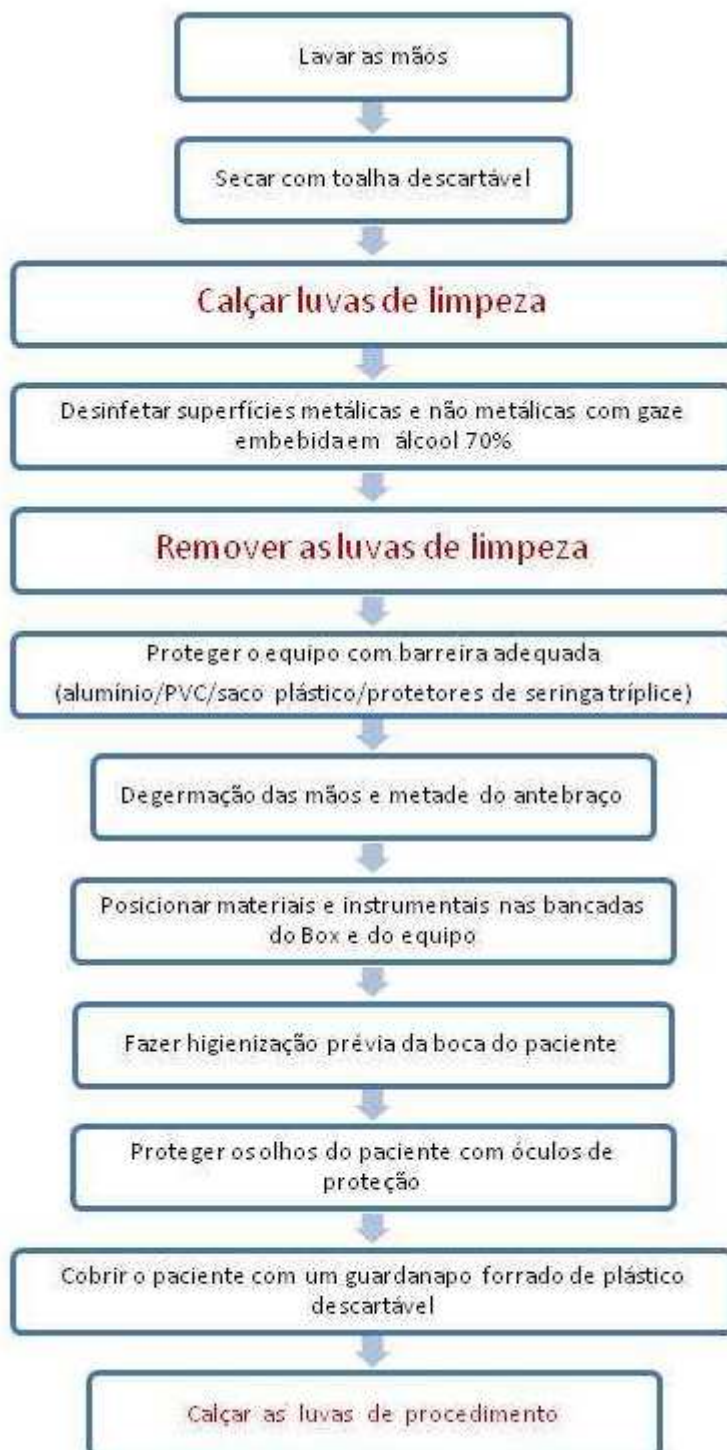 Lavar as mãos
Secar com toalha descartável
Calçar luvas de limpeza
Desinfetar superfícies metálicas e não metálicas com gaze
embebida em álcool 70%
Remover as luvas de limpeza
Proteger o equipo com barreira adequada
(alumínio/PVC/saco plástico/protetores de seringa tríplice)
Degermação das mãos e metade do antebraço
Posicionar materiais e instrumentais nas bancadas
do Box e do equipo
Fazer higienização prévia da boca do paciente
Proteger os olhos do paciente com óculos de
proteção
Cobrir o paciente com um guardanapo forrado de plástico
descartável
Calçar as luvas de procedimento